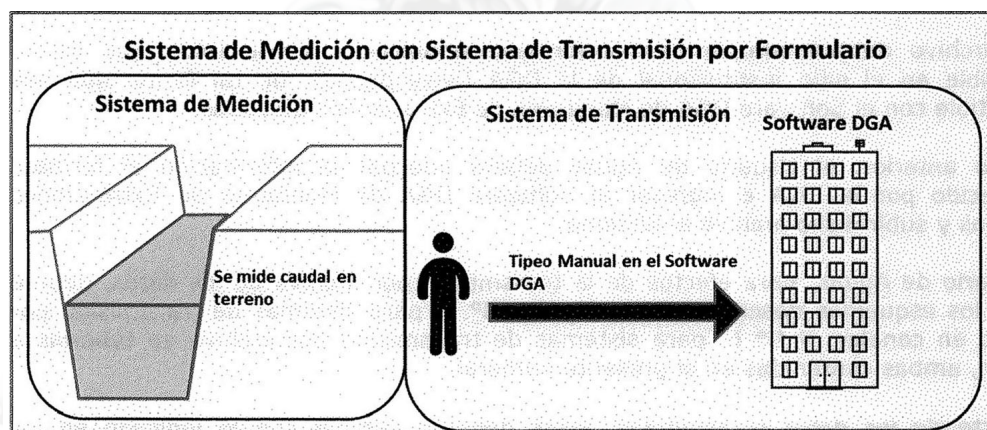 Sistema de Medición con Sistema de Transmisión por Formulario
Sistema de Medición
Se mide caudal en
terreno
Sistema de Transmisión
Software DGA
Tipeo Manual en el Software
DGA